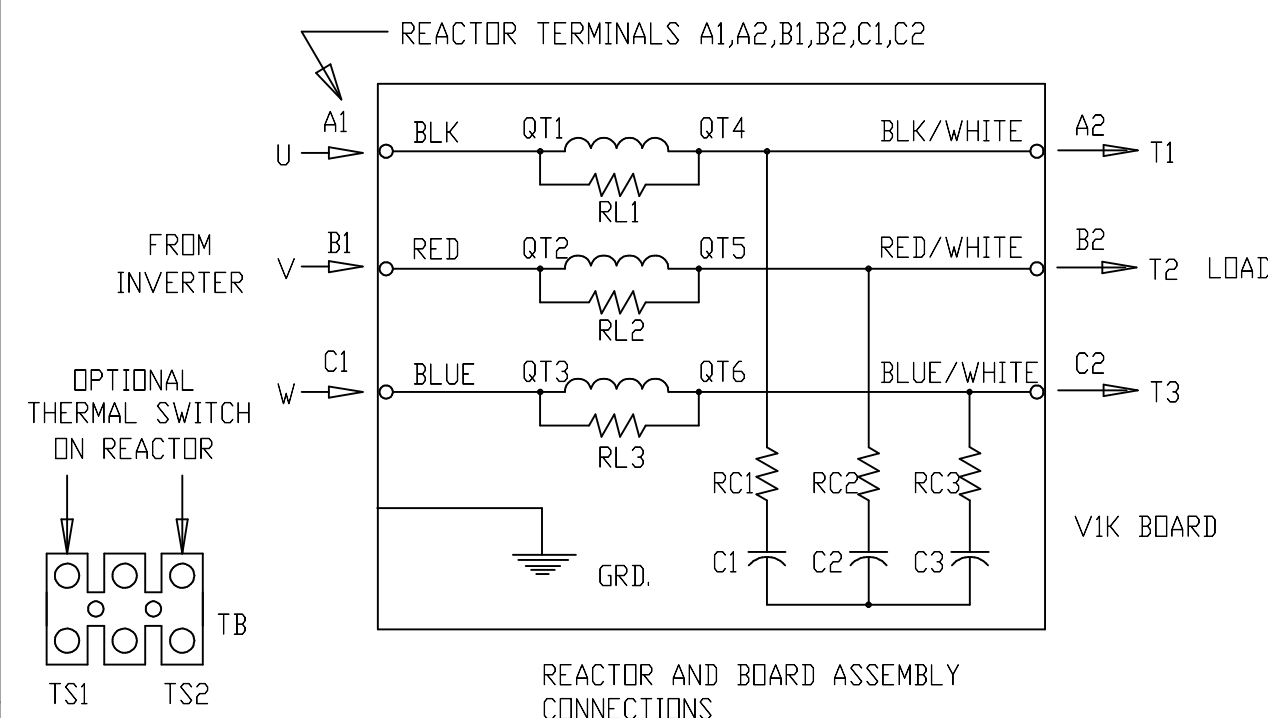 REACTOR TERMINALS A1,A2,B1,B2,C1,C2
A1
BLK
QT1
QT4
BLK/WHITE
A2
U
T1
RL1
FROM
INVERTER
B1
RED
QT2
QT5
RED/WHITE
B2
V
T2
LOAD
RL2
C1
BLUE
QT3
QT6
BLUE/WHITE
C2
W
T3
RL3
OPTIONAL
THERMAL SWITCH
ON REACTOR
RC1
RC2
RC3
V1K BOARD
C1
C2
C3
GRD.
TB
TS1
TS2
REACTOR AND BOARD ASSEMBLY
CONNECTIONS